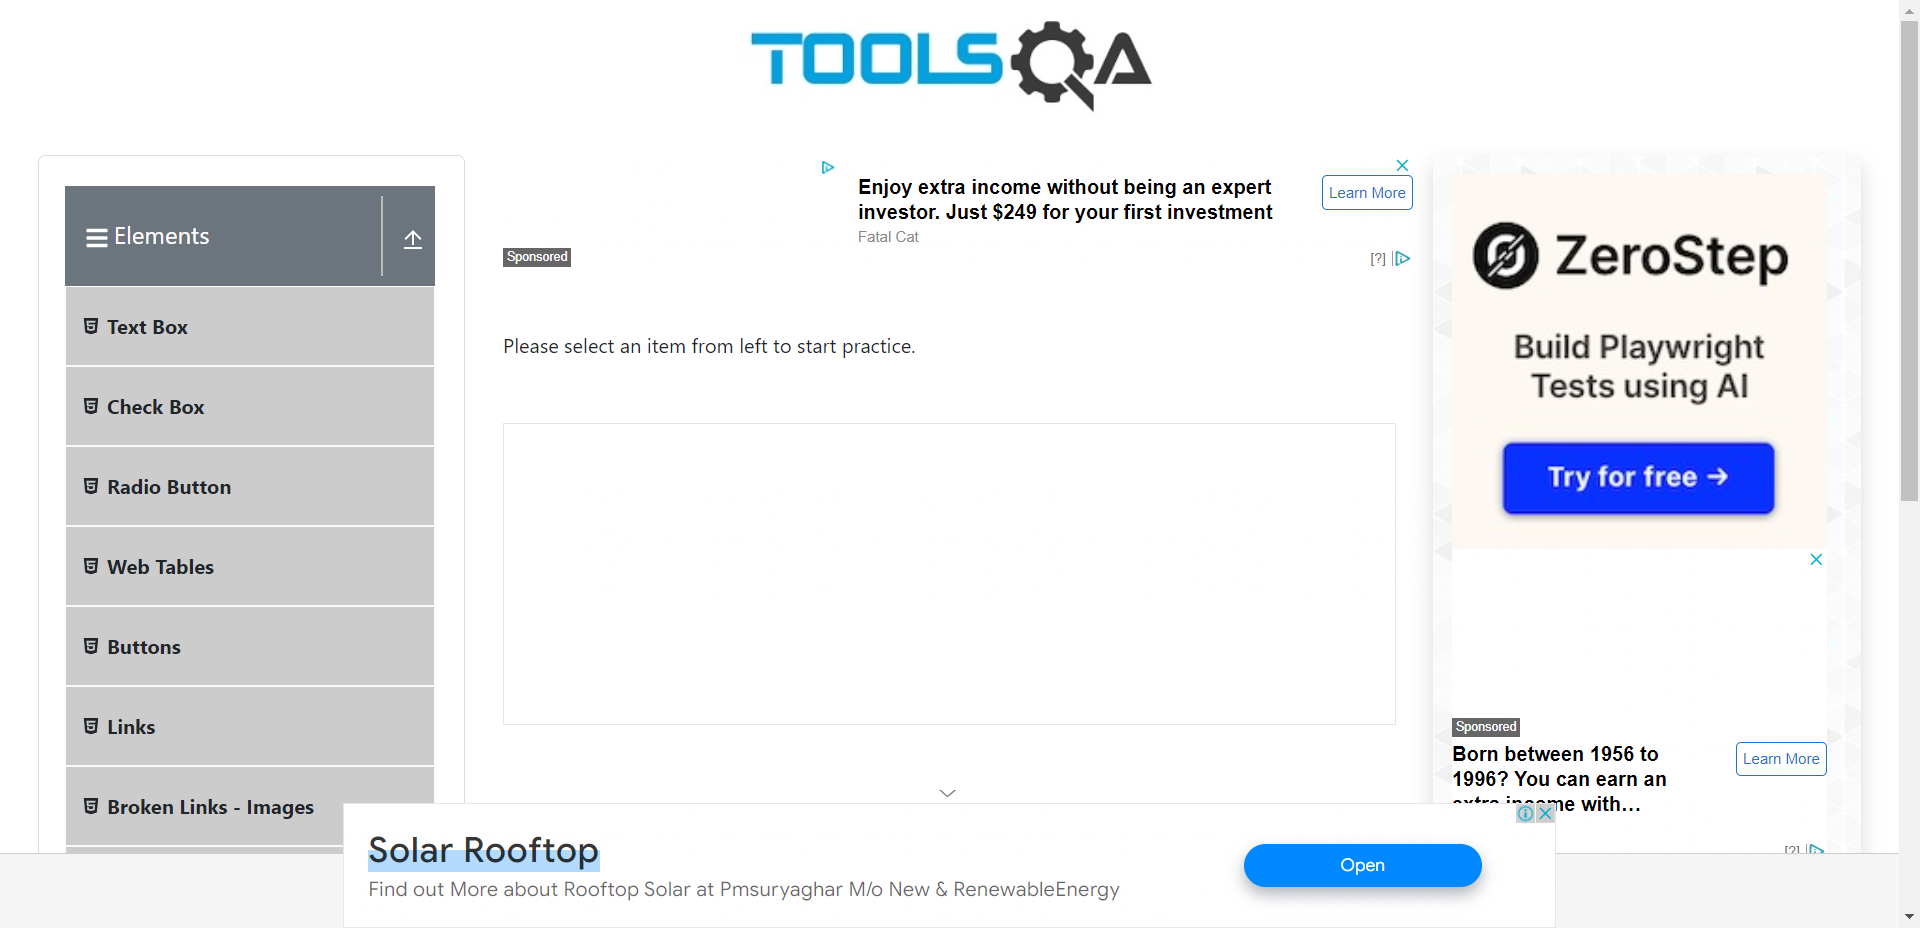 TOOLSQA
Elements
Text Box
Check Box
Radio Button
Web Tables
Buttons
Links
Broken Links - Images
Enjoy extra income without being an expert
investor. Just $249 for your first investment
Fatal Cat
Learn More
Sponsored
[?]
Please select an item from left to start practice.
ZeroStep
Build Playwright
Tests using AI
Try for free →
Sponsored
Born between 1956 to
1996? You can earn an
extra income with...
Learn More
[?]
Solar Rooftop
Find out More about Rooftop Solar at Pmsuryaghar M/o New & RenewableEnergy
Open